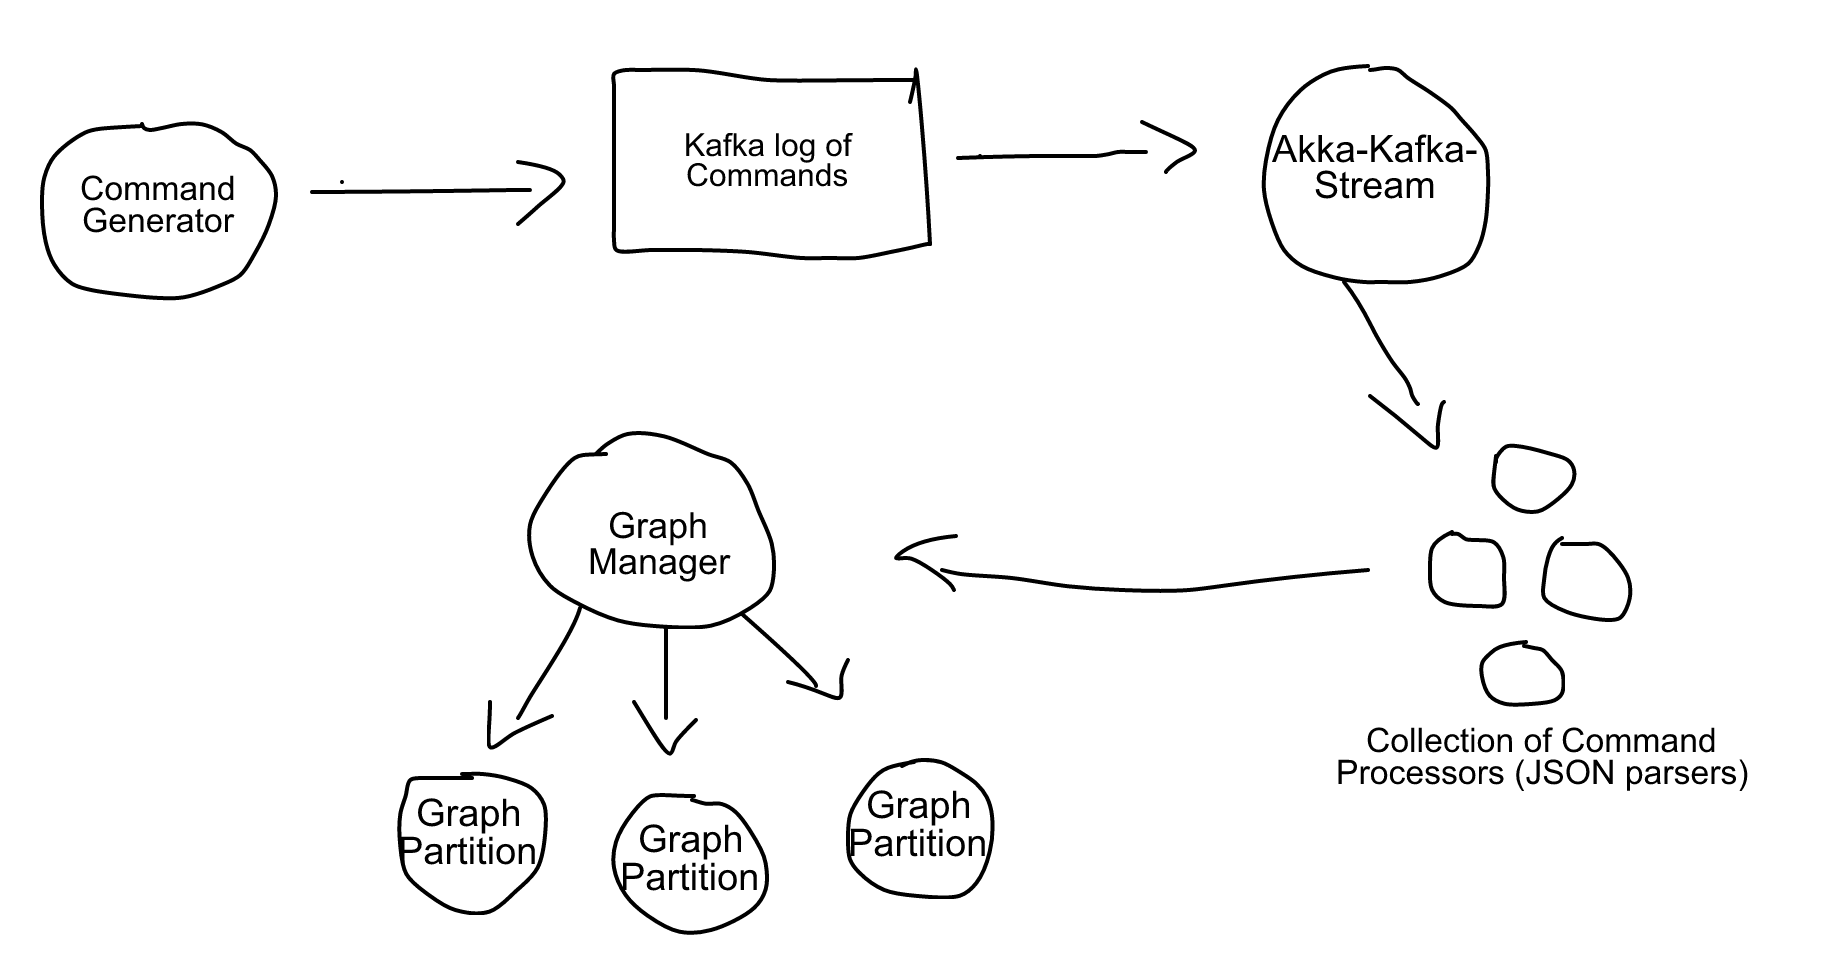 Command
Generator
Kafka log of
Commands
Akka-Kafka-
Stream
Graph
Manager
Collection of Command
Processors (JSON parsers)
Graph
Partition
Graph
Partition
Graph
Partition